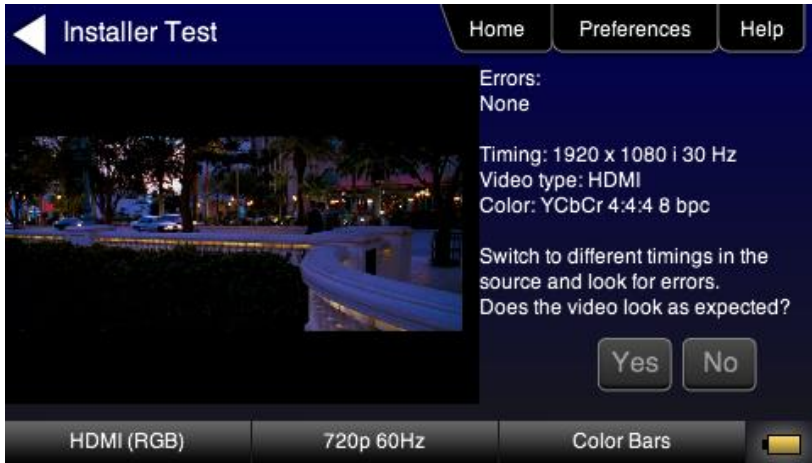 Installer Test
Home
Preferences
Help
Errors:
None
Timing: 1920 x 1080 i 30 Hz
Video type: HDMI
Color: YCbCr 4:4:4 8 bpc
Switch to different timings in the
source and look for errors.
Does the video look as expected?
Yes
No
HDMI (RGB)
720p 60Hz
Color Bars